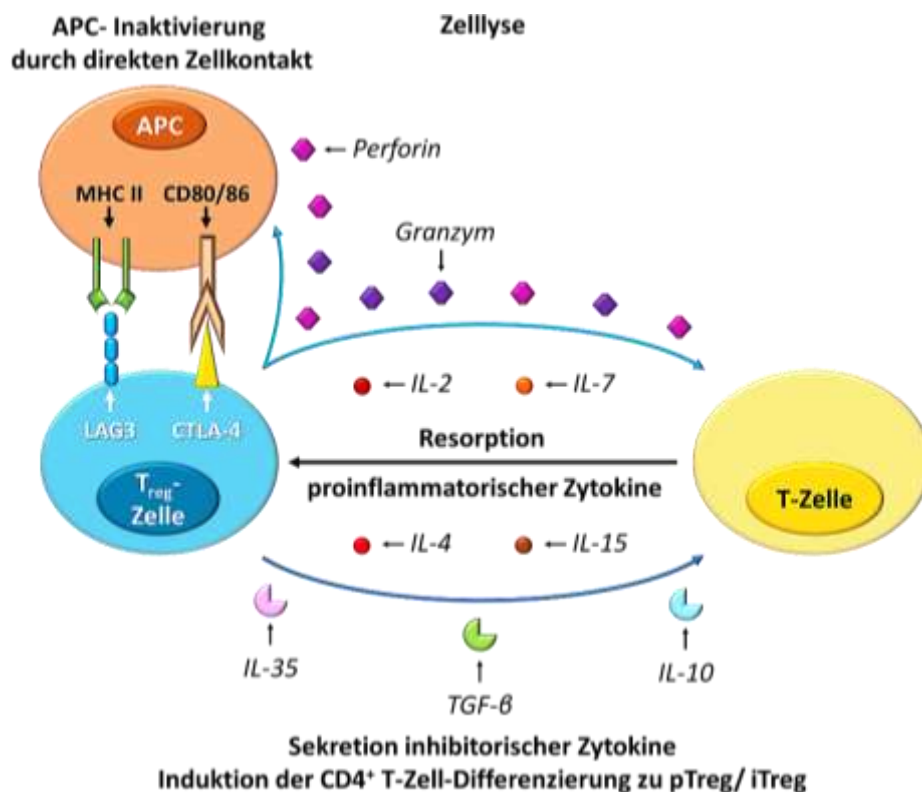 APC- Inaktivierung
durch direkten Zellkontakt
Zelllyse
APC
MHC II
CD80/86
← Perforin
Granzym
LAG3
CTLA-4
Treg-
Zelle
← IL-2
← IL-7
Resorption
proinflammatorischer Zytokine
← IL-4
← IL-15
T-Zelle
IL-35
TGF-β
IL-10
Sekretion inhibitorischer Zytokine
Induktion der CD4⁺ T-Zell-Differenzierung zu pTreg/ iTreg